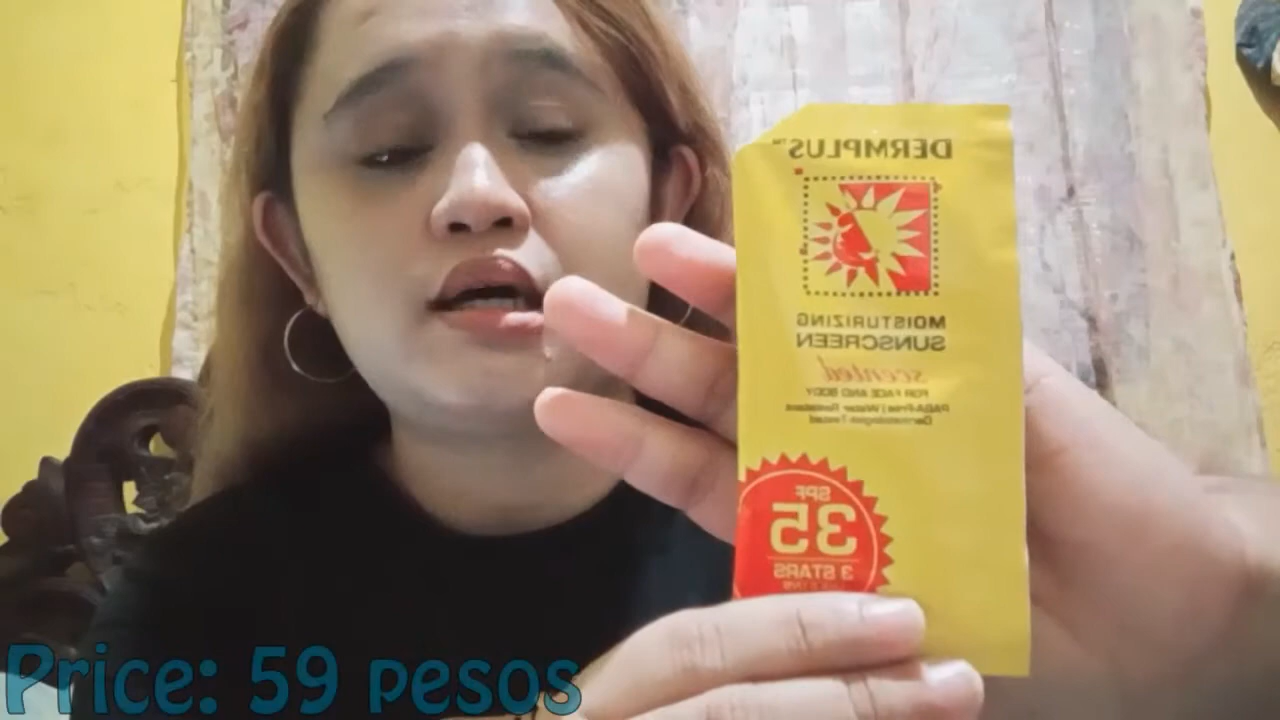 DERMPLUS™
MOISTURIZING
SUNSCREEN
scented
FOR FACE AND BODY
PABA-Free | Water Resistant
Dermatologist Tested
SPF
35
3 STARS
Price: 59 pesos